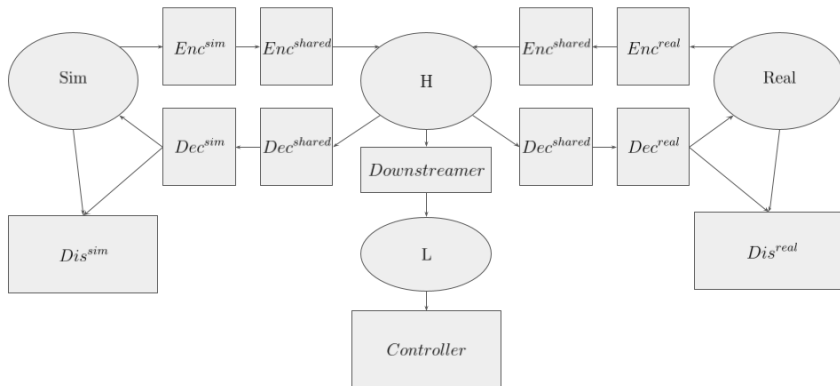 Enc^sim
Enc^shared
Enc^shared
Enc^real
Sim
H
Real
Dec^sim
Dec^shared
Dec^shared
Dec^real
Downstreamer
Dis^sim
L
Dis^real
Controller